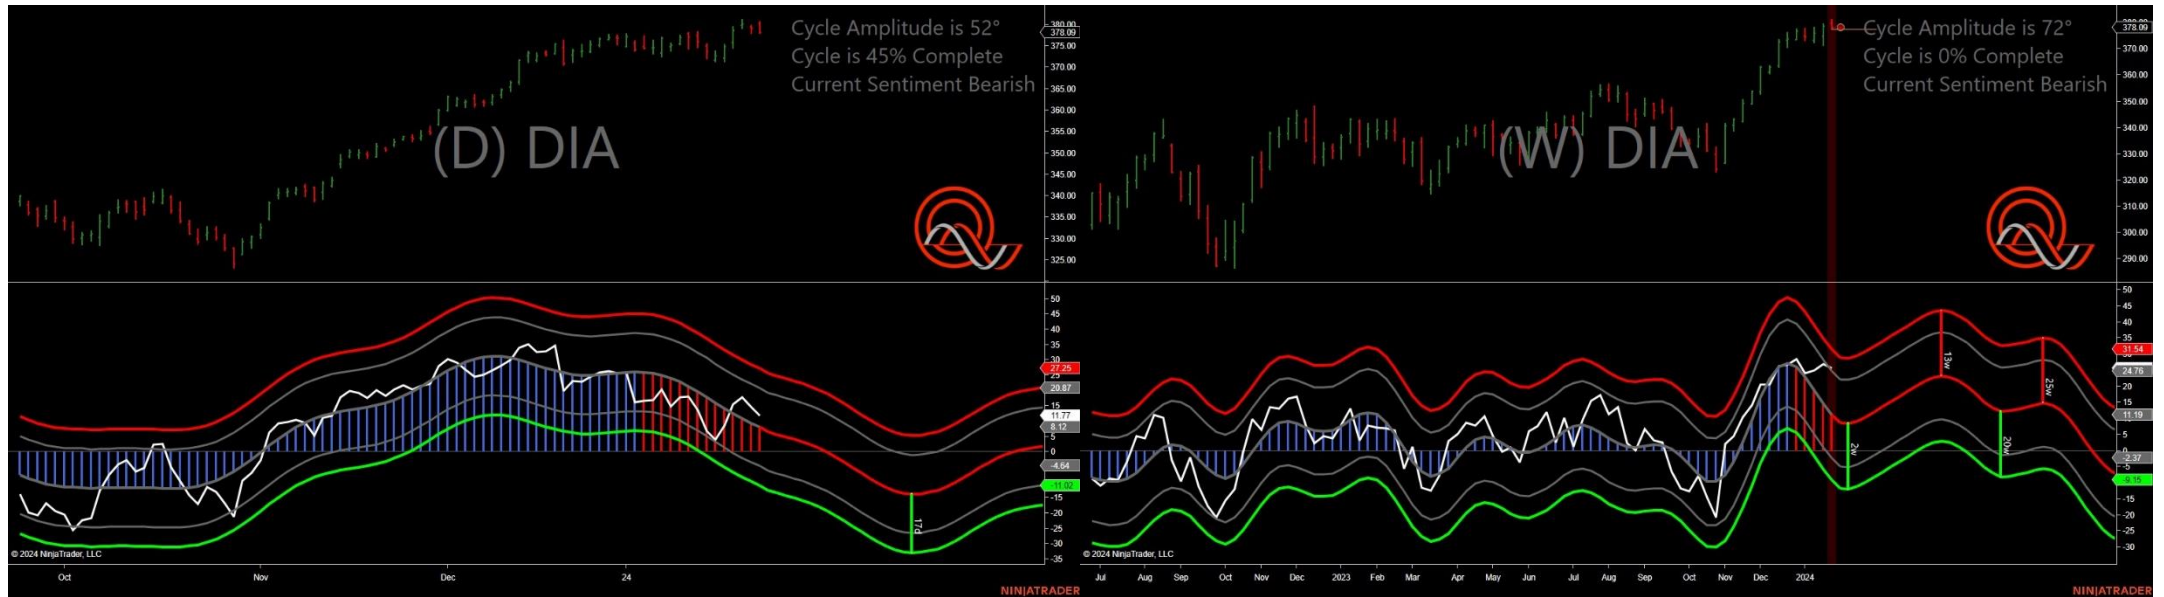 Cycle Amplitude is 52°
Cycle is 45% Complete
Current Sentiment Bearish
(D) DIA
380.00
378.09
375.00
370.00
365.00
360.00
355.00
350.00
345.00
340.00
335.00
330.00
325.00
50
45
40
35
30
27.25
25
20.87
15
11.77
8.12
5
0
-4.64
-11.02
-15
-20
-25
-30
-35
17d
© 2024 NinjaTrader, LLC
Oct
Nov
Dec
24
NINJATRADER
Cycle Amplitude is 72°
Cycle is 0% Complete
Current Sentiment Bearish
(W) DIA
378.09
370.00
360.00
350.00
340.00
330.00
320.00
310.00
300.00
290.00
50
45
40
35
31.54
24.76
20
15
11.19
5
0
-2.37
-5
-9.15
-15
-20
-25
-30
2w
13w
20w
25w
© 2024 NinjaTrader, LLC
Jul
Aug
Sep
Oct
Nov
Dec
2023
Feb
Mar
Apr
May
Jun
Jul
Aug
Sep
Oct
Nov
Dec
2024
NINJATRADER